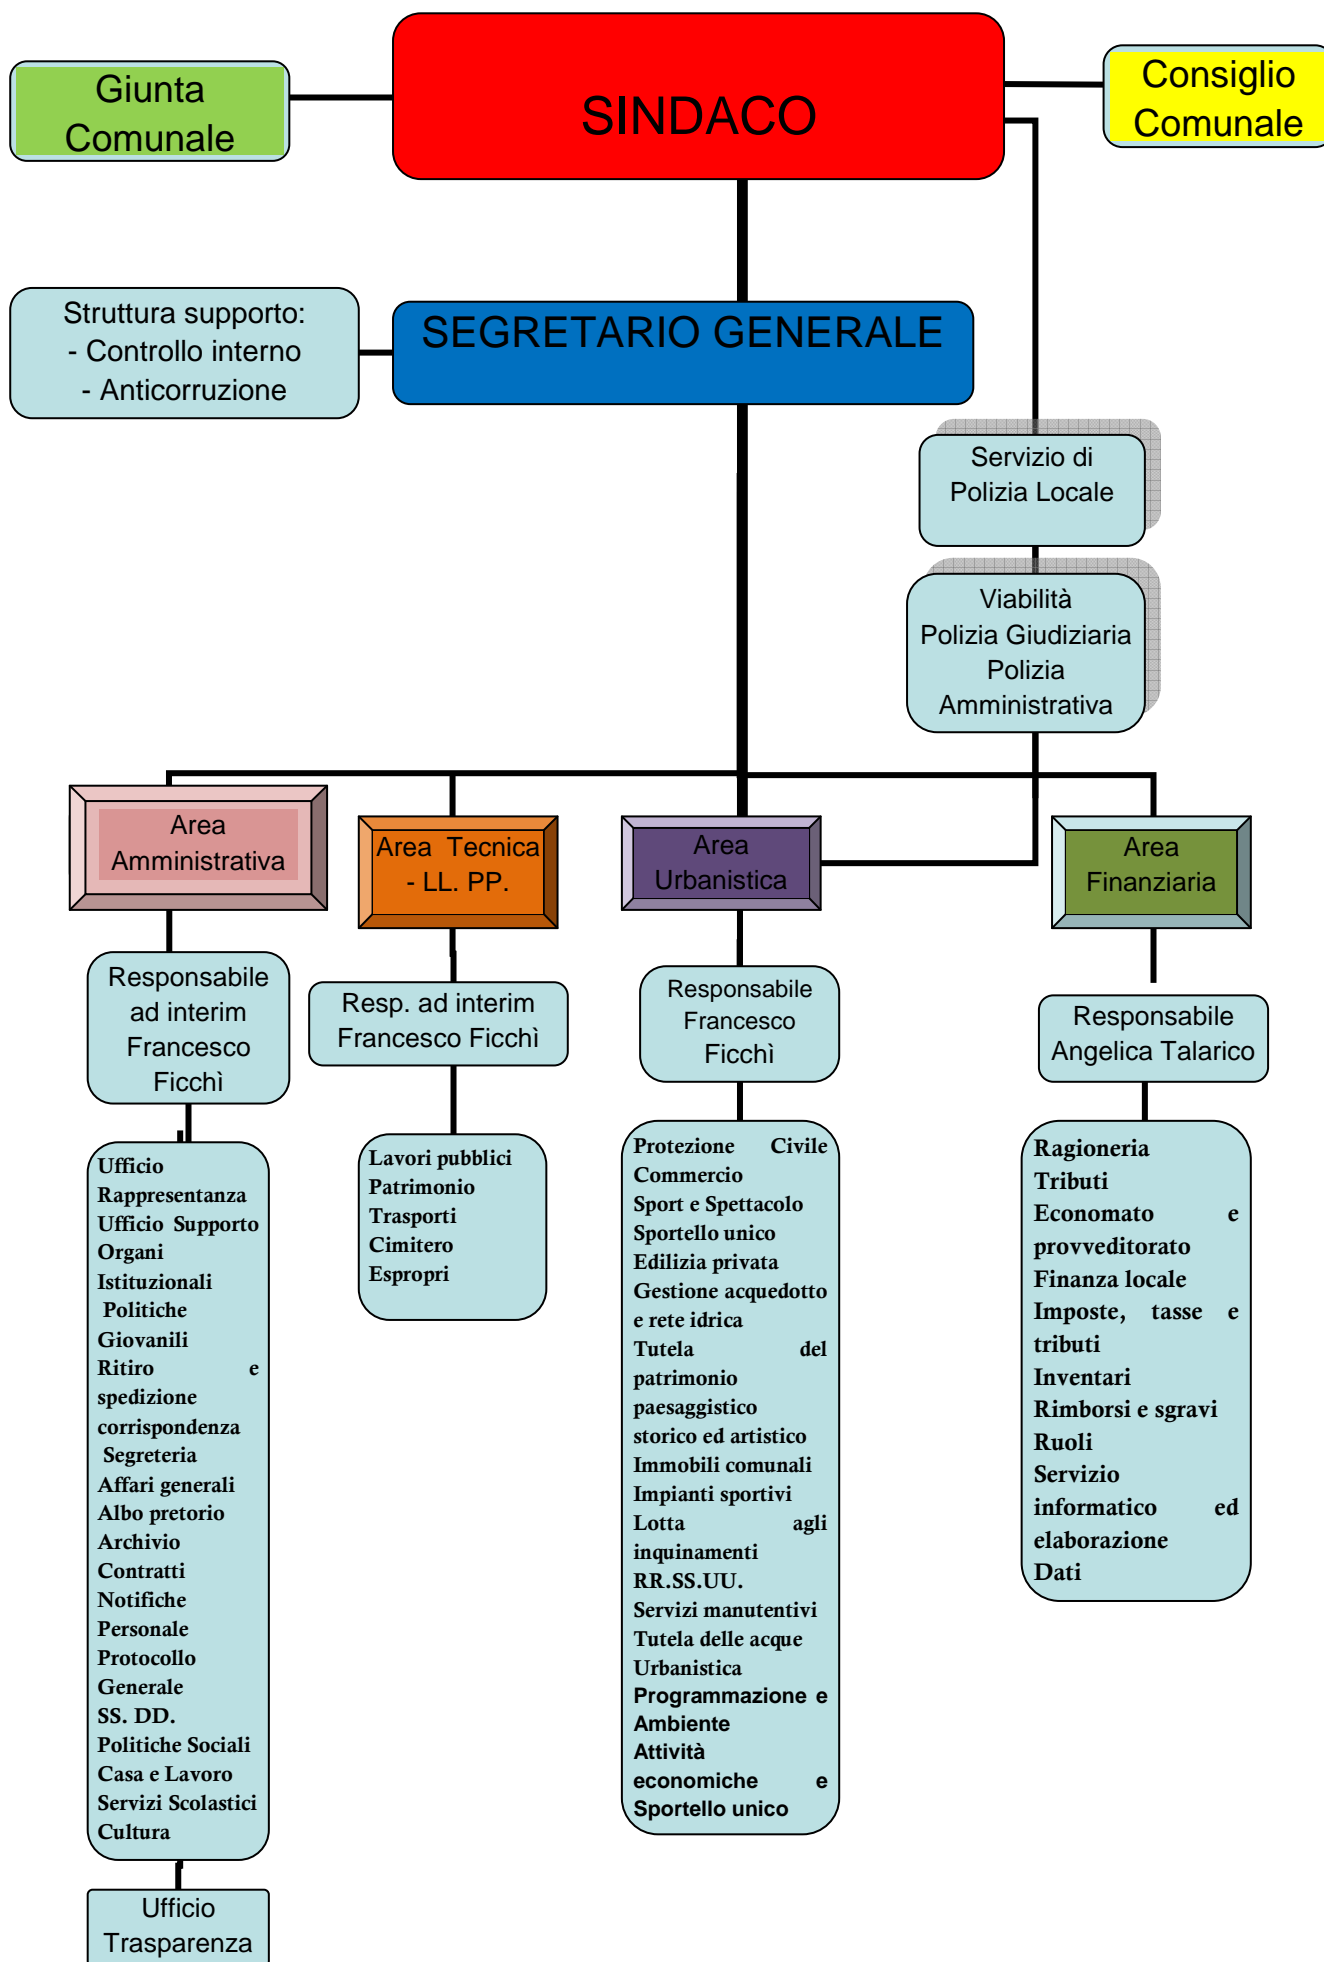 Giunta
Comunale
SINDACO
Consiglio
Comunale
Struttura supporto:
- Controllo interno
- Anticorruzione
SEGRETARIO GENERALE
Servizio di
Polizia Locale
Viabilità
Polizia Giudiziaria
Polizia
Amministrativa
Area
Amministrativa
Area Tecnica
- LL. PP.
Area
Urbanistica
Area
Finanziaria
Responsabile
ad interim
Francesco
Ficchì
Resp. ad interim
Francesco Ficchì
Responsabile
Francesco
Ficchì
Responsabile
Angelica Talarico
Ufficio
Rappresentanza
Ufficio Supporto
Organi
Istituzionali
Politiche
Giovanili
Ritiro e
spedizione
corrispondenza
Segreteria
Affari generali
Albo pretorio
Archivio
Contratti
Notifiche
Personale
Protocollo
Generale
SS. DD.
Politiche Sociali
Casa e Lavoro
Servizi Scolastici
Cultura
Lavori pubblici
Patrimonio
Trasporti
Cimitero
Espropri
Protezione Civile
Commercio
Sport e Spettacolo
Sportello unico
Edilizia privata
Gestione acquedotto
e rete idrica
Tutela del
patrimonio
paesaggistico
storico ed artistico
Immobili comunali
Impianti sportivi
Lotta agli
inquinamenti
RR.SS.UU.
Servizi manutentivi
Tutela delle acque
Urbanistica
Programmazione e
Ambiente
Attività
economiche e
Sportello unico
Ragioneria
Tributi
Economato e
provveditorato
Finanza locale
Imposte, tasse e
tributi
Inventari
Rimborsi e sgravi
Ruoli
Servizio
informatico ed
elaborazione
Dati
Ufficio
Trasparenza